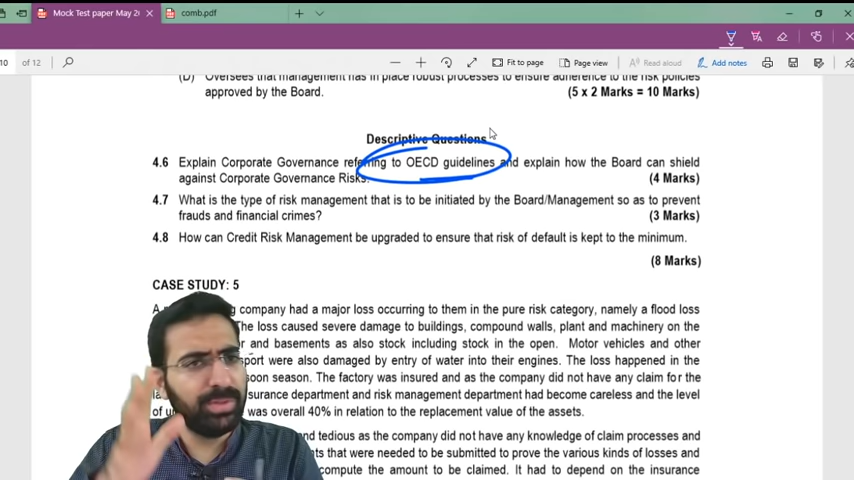 Mock Test paper May 2
comb.pdf
10 of 12
Fit to page
Page view
Read aloud
Add notes
(D) Oversees that management has in place robust processes to ensure adherence to the risk policies
approved by the Board. (5 x 2 Marks = 10 Marks)
Descriptive Questions
4.6 Explain Corporate Governance referring to OECD guidelines and explain how the Board can shield
against Corporate Governance Risks. (4 Marks)
4.7 What is the type of risk management that is to be initiated by the Board/Management so as to prevent
frauds and financial crimes? (3 Marks)
4.8 How can Credit Risk Management be upgraded to ensure that risk of default is kept to the minimum.
(8 Marks)
CASE STUDY: 5
A company had a major loss occurring to them in the pure risk category, namely a flood loss
The loss caused severe damage to buildings, compound walls, plant and machinery on the
and basements as also stock including stock in the open. Motor vehicles and other
were also damaged by entry of water into their engines. The loss happened in the
season. The factory was insured and as the company did not have any claim for the
department and risk management department had become careless and the level
of was overall 40% in relation to the replacement value of the assets.
and tedious as the company did not have any knowledge of claim processes and
that were needed to be submitted to prove the various kinds of losses and
compute the amount to be claimed. It had to depend on the insurance